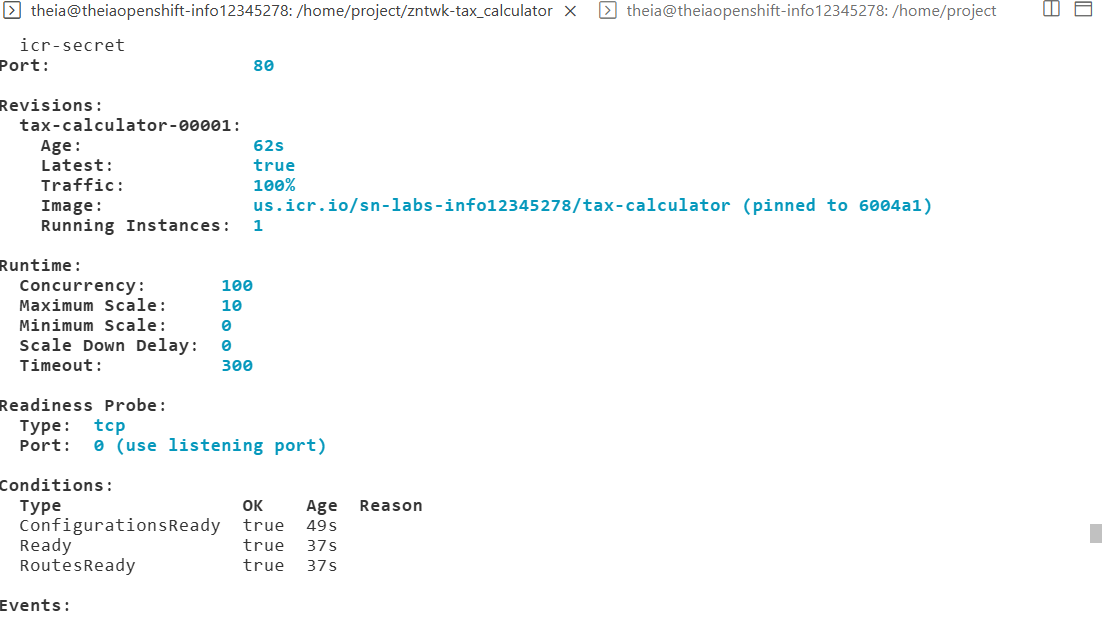 theia@theiaopenshift-info12345278: /home/project/zntwk-tax_calculator × theia@theiaopenshift-info12345278: /home/project
icr-secret
Port: 80
Revisions:
tax-calculator-00001:
Age: 62s
Latest: true
Traffic: 100%
Image: us.icr.io/sn-labs-info12345278/tax-calculator (pinned to 6004a1)
Running Instances: 1
Runtime:
Concurrency: 100
Maximum Scale: 10
Minimum Scale: 0
Scale Down Delay: 0
Timeout: 300
Readiness Probe:
Type: tcp
Port: 0 (use listening port)
Conditions:
Type OK Age Reason
ConfigurationsReady true 49s
Ready true 37s
RoutesReady true 37s
Events: